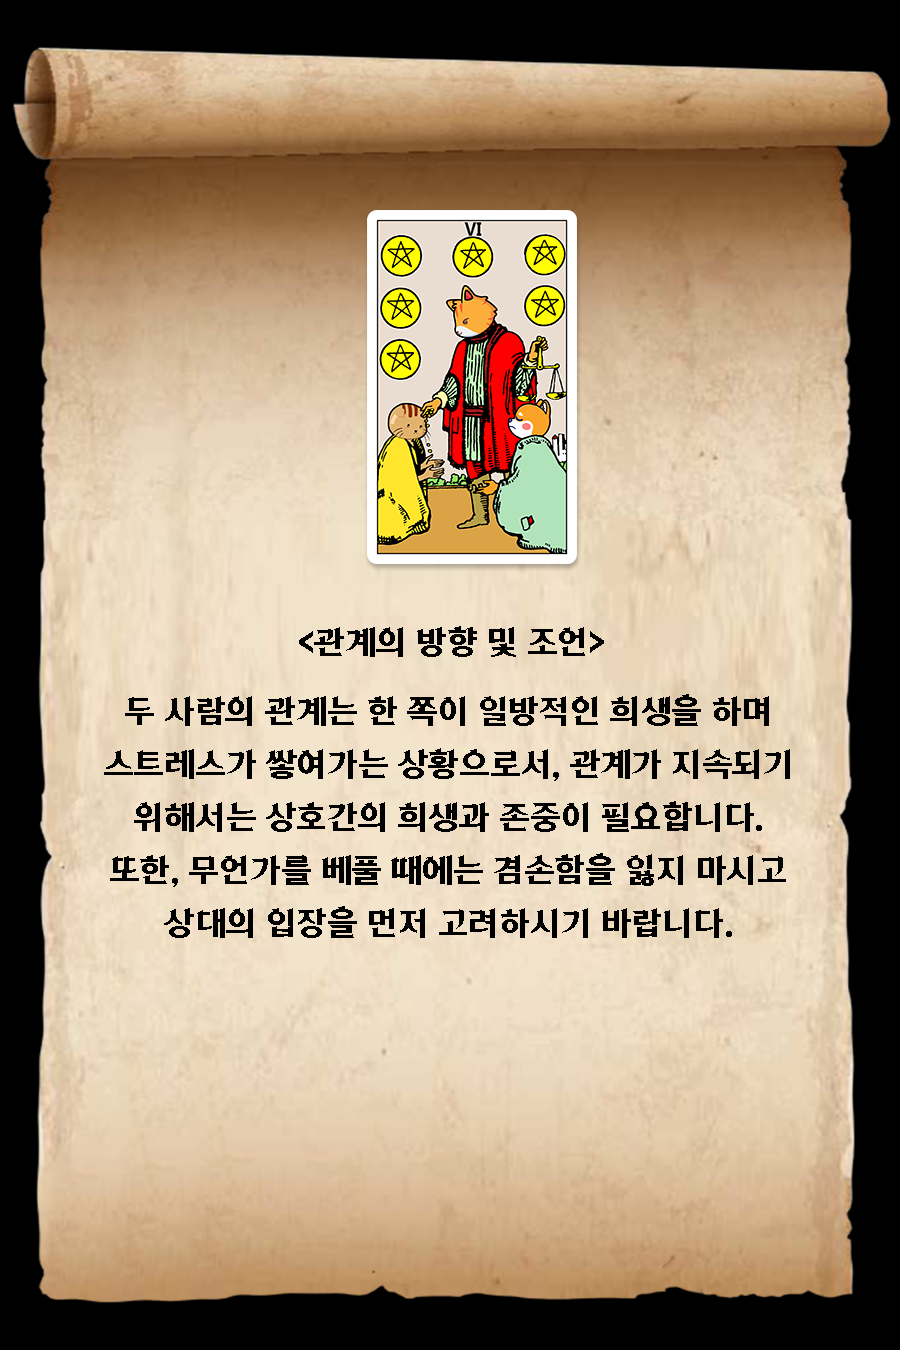 VI
<관계의 방향 및 조언>
두 사람의 관계는 한 쪽이 일방적인 희생을 하며
스트레스가 쌓여가는 상황으로서, 관계가 지속되기
위해서는 상호간의 희생과 존중이 필요합니다.
또한, 무언가를 베풀 때에는 겸손함을 잃지 마시고
상대의 입장을 먼저 고려하시기 바랍니다.